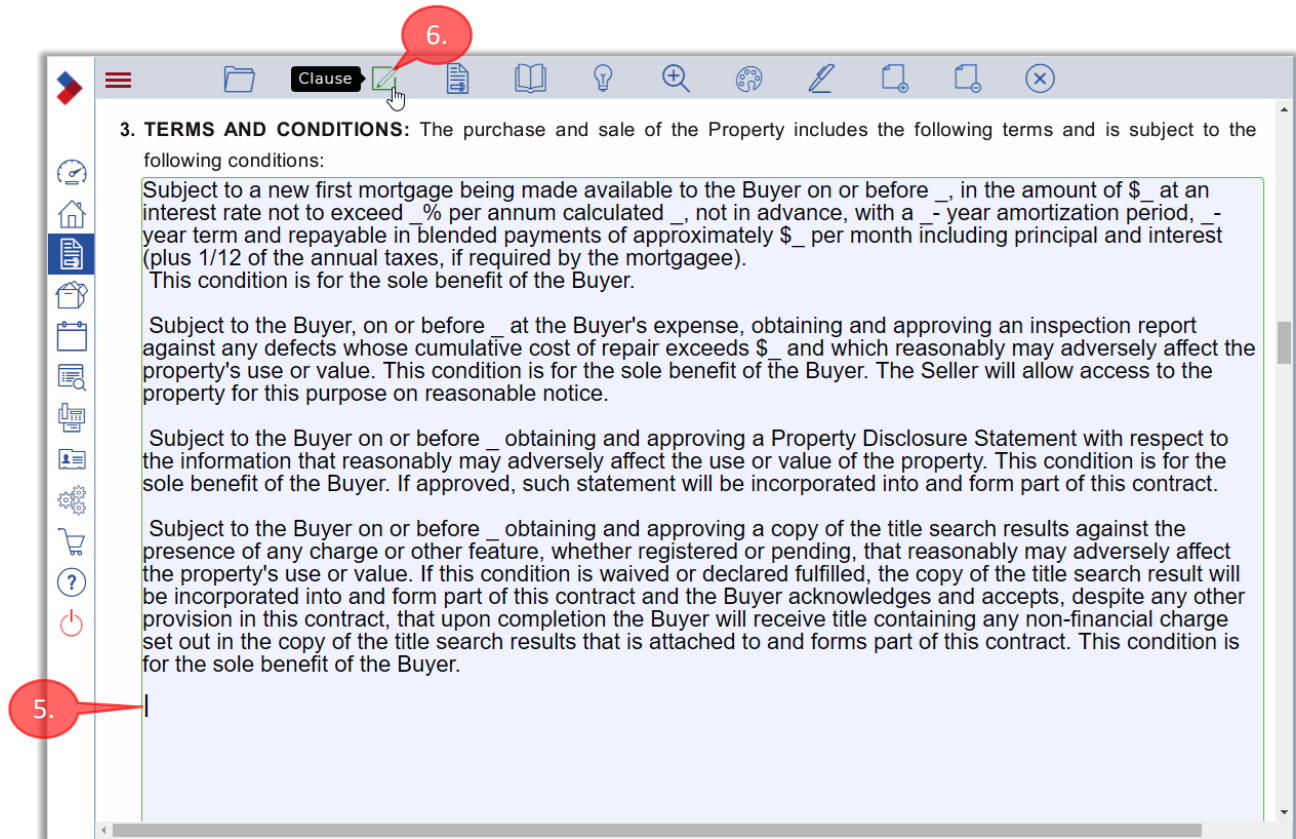 6.
Clause
3. TERMS AND CONDITIONS: The purchase and sale of the Property includes the following terms and is subject to the
following conditions:
Subject to a new first mortgage being made available to the Buyer on or before _, in the amount of $_ at an
interest rate not to exceed _% per annum calculated _, not in advance, with a _- year amortization period, _-
year term and repayable in blended payments of approximately $_ per month including principal and interest
(plus 1/12 of the annual taxes, if required by the mortgagee).
This condition is for the sole benefit of the Buyer.
Subject to the Buyer, on or before _ at the Buyer's expense, obtaining and approving an inspection report
against any defects whose cumulative cost of repair exceeds $_ and which reasonably may adversely affect the
property's use or value. This condition is for the sole benefit of the Buyer. The Seller will allow access to the
property for this purpose on reasonable notice.
Subject to the Buyer on or before _ obtaining and approving a Property Disclosure Statement with respect to
the information that reasonably may adversely affect the use or value of the property. This condition is for the
sole benefit of the Buyer. If approved, such statement will be incorporated into and form part of this contract.
Subject to the Buyer on or before _ obtaining and approving a copy of the title search results against the
presence of any charge or other feature, whether registered or pending, that reasonably may adversely affect
the property's use or value. If this condition is waived or declared fulfilled, the copy of the title search result will
be incorporated into and form part of this contract and the Buyer acknowledges and accepts, despite any other
provision in this contract, that upon completion the Buyer will receive title containing any non-financial charge
set out in the copy of the title search results that is attached to and forms part of this contract. This condition is
for the sole benefit of the Buyer.
5.